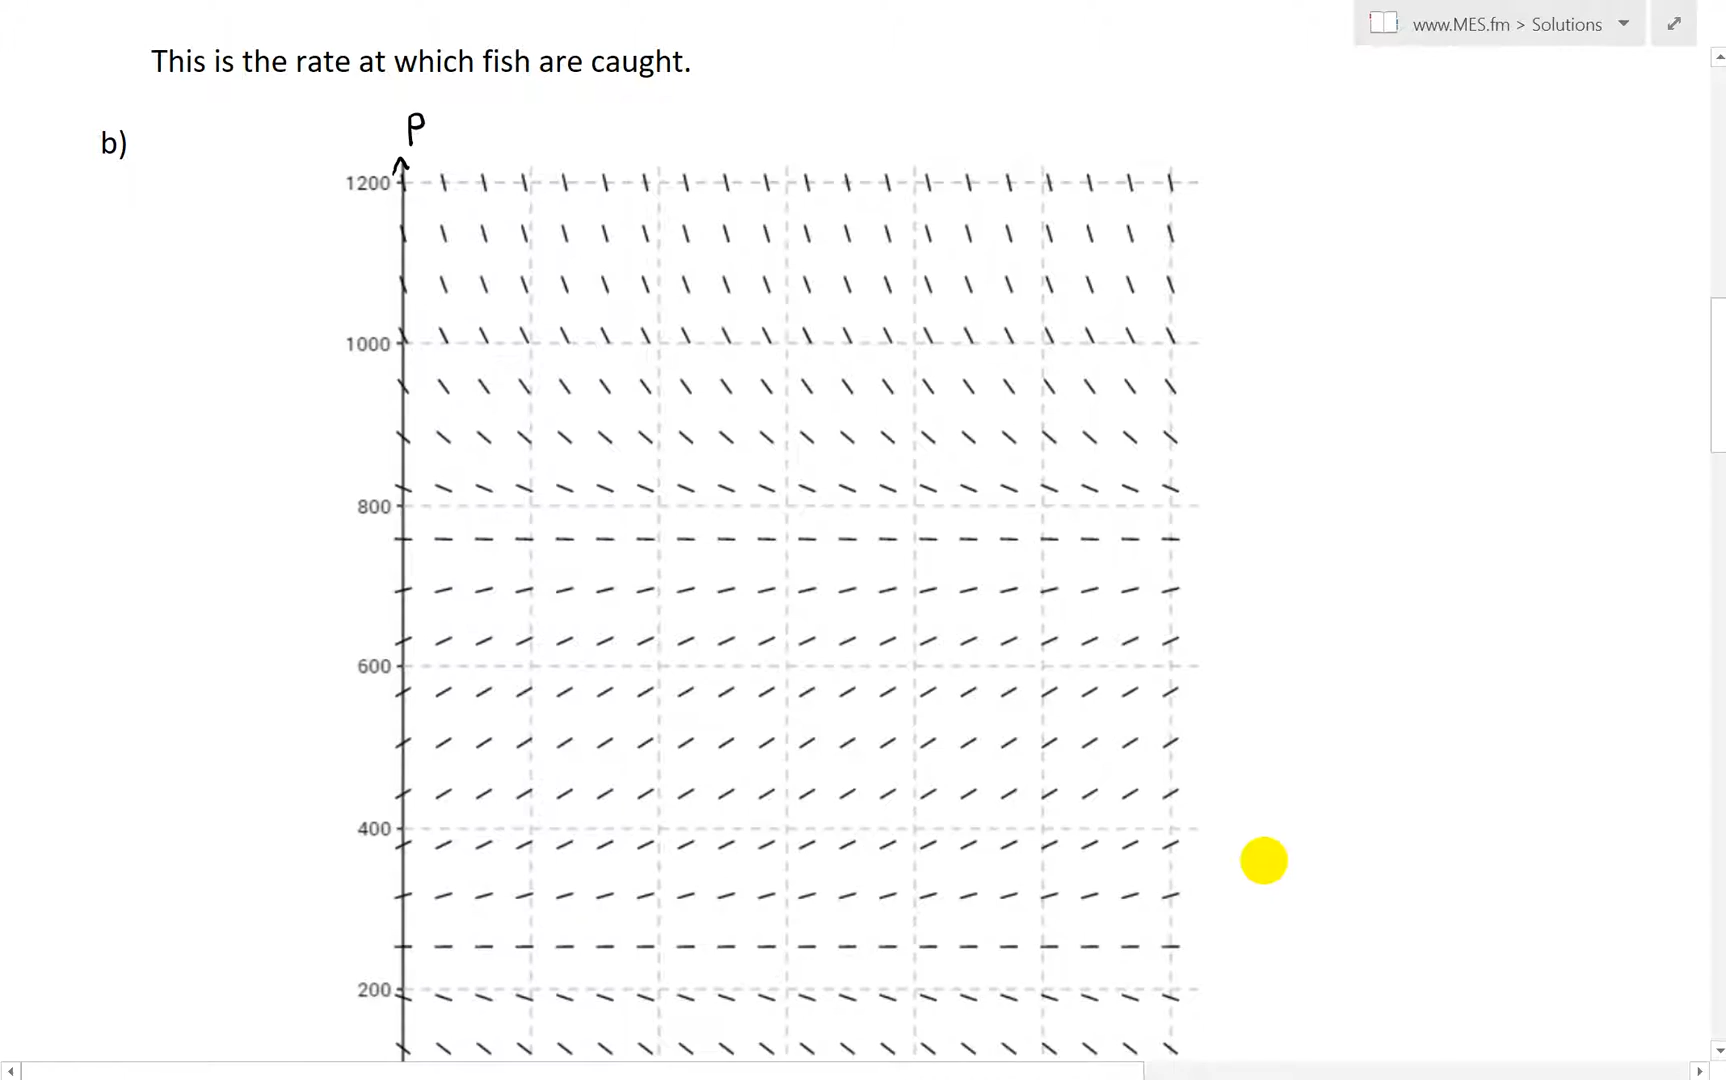 www.MES.fm > Solutions
This is the rate at which fish are caught.
b)
P
1200
1000
800
600
400
200